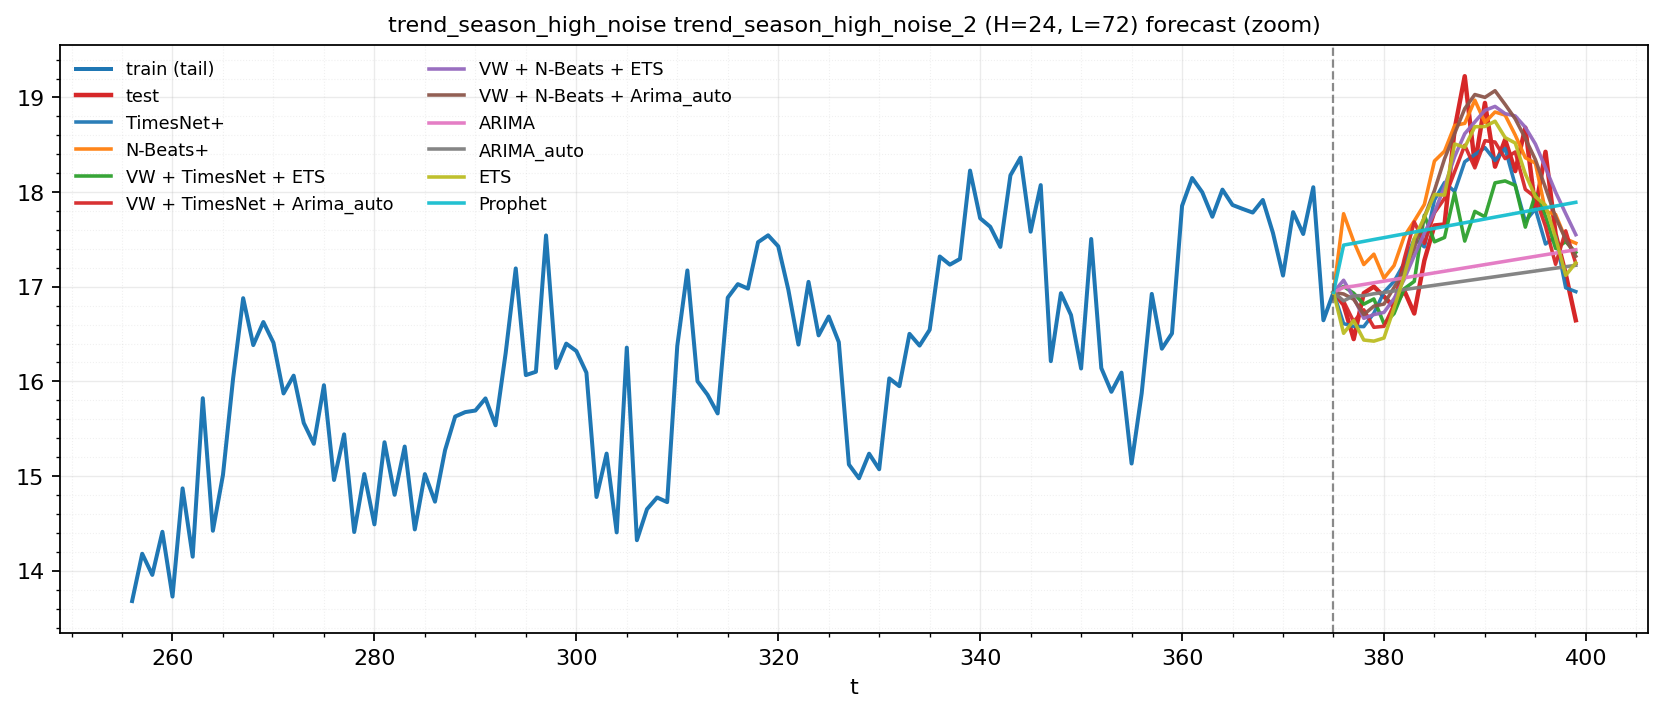 trend_season_high_noise trend_season_high_noise_2 (H=24, L=72) forecast (zoom)
train (tail)
test
TimesNet+
N-Beats+
VW + TimesNet + ETS
VW + TimesNet + Arima_auto
VW + N-Beats + ETS
VW + N-Beats + Arima_auto
ARIMA
ARIMA_auto
ETS
Prophet
19
18
17
16
15
14
260 280 300 320 340 360 380 400
t